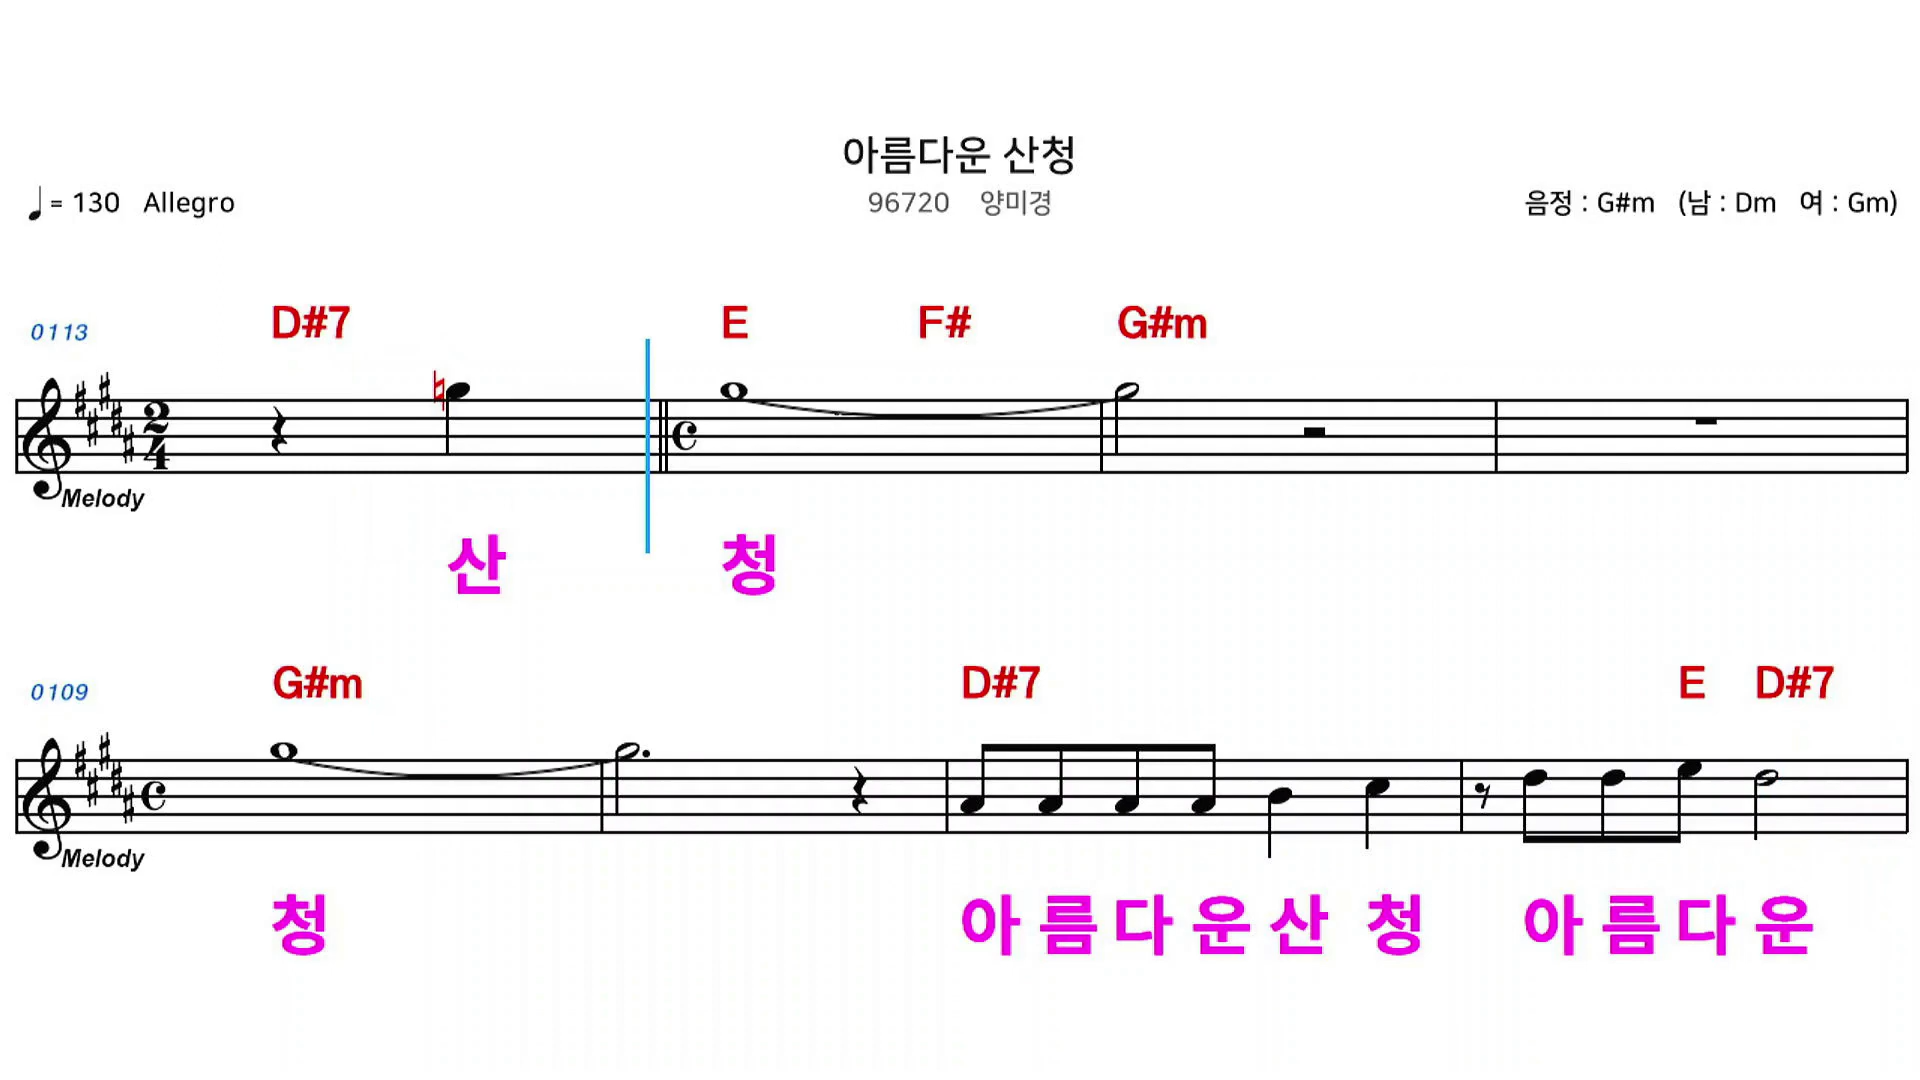 아름다운 산청
♩= 130 Allegro 96720 양미경 음정 : G#m (남 : Dm 여 : Gm)
0113 D#7 E F# G#m
2/4
Melody
산 청
0109 G#m D#7 E D#7
Melody
청 아 름 다 운 산 청 아 름 다 운